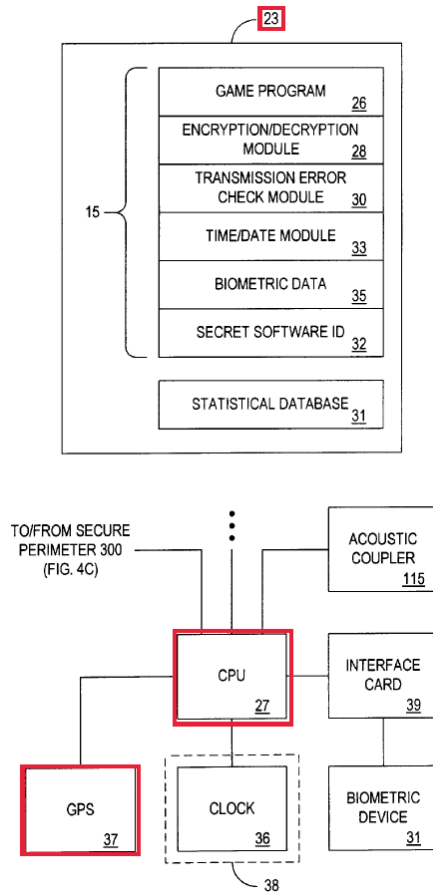 23
GAME PROGRAM
26
ENCRYPTION/DECRYPTION
MODULE
28
TRANSMISSION ERROR
CHECK MODULE
30
15
TIME/DATE MODULE
33
BIOMETRIC DATA
35
SECRET SOFTWARE ID
32
STATISTICAL DATABASE
31
TO/FROM SECURE
PERIMETER 300
(FIG. 4C)
ACOUSTIC
COUPLER
115
CPU
27
INTERFACE
CARD
39
GPS
37
CLOCK
36
BIOMETRIC
DEVICE
31
38